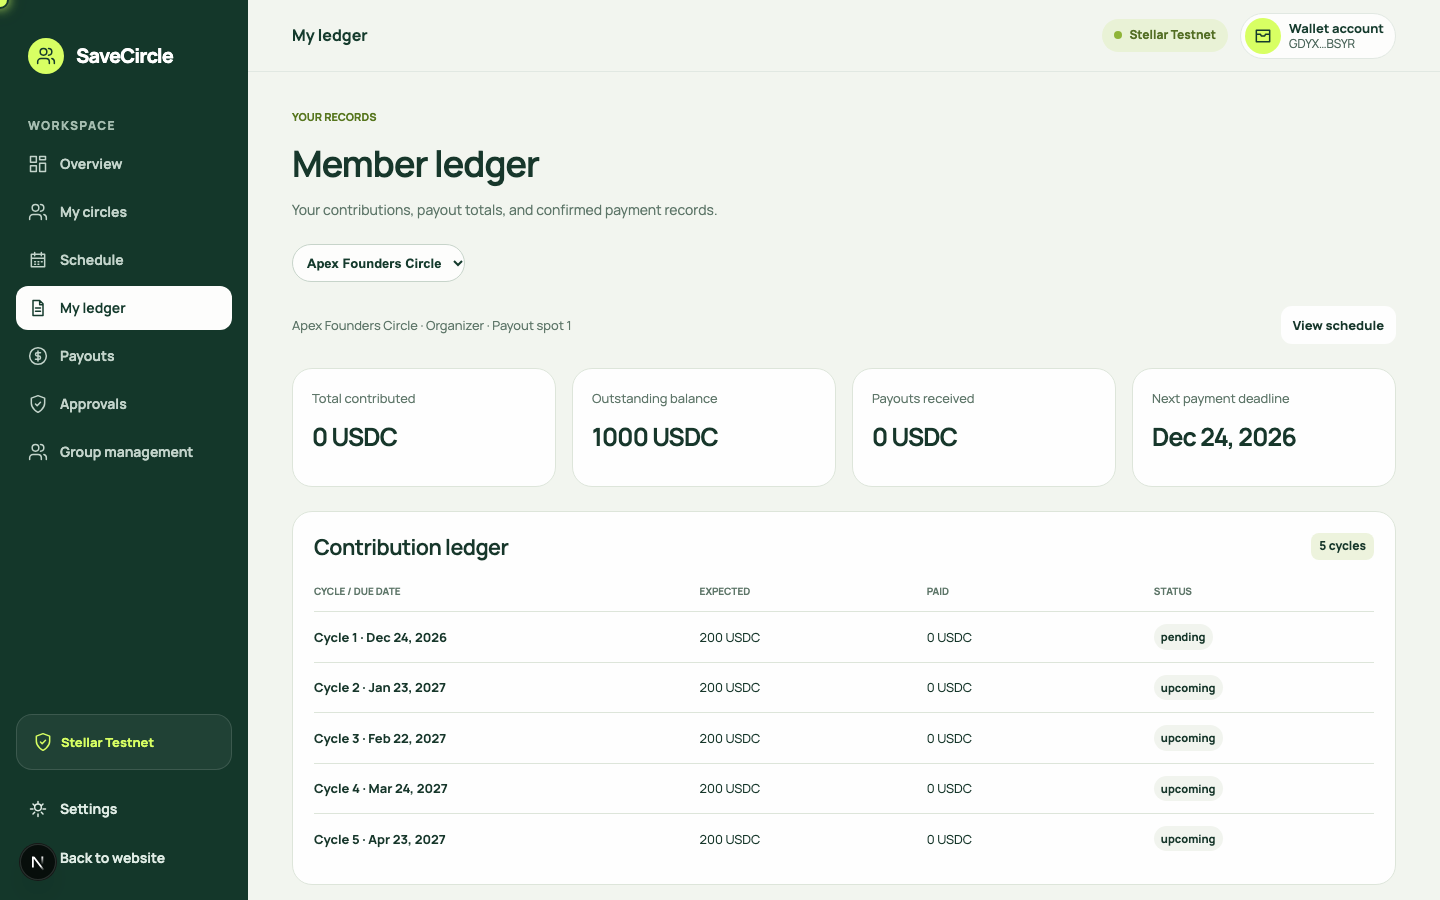 SaveCircle
WORKSPACE
Overview
My circles
Schedule
My ledger
Payouts
Approvals
Group management
Stellar Testnet
Settings
N
Back to website
My ledger
Stellar Testnet
Wallet account
GDYX...BSYR
YOUR RECORDS
Member ledger
Your contributions, payout totals, and confirmed payment records.
Apex Founders Circle
Apex Founders Circle · Organizer · Payout spot 1
View schedule
Total contributed
0 USDC
Outstanding balance
1000 USDC
Payouts received
0 USDC
Next payment deadline
Dec 24, 2026
Contribution ledger
5 cycles
CYCLE / DUE DATE EXPECTED PAID STATUS
Cycle 1 · Dec 24, 2026 200 USDC 0 USDC pending
Cycle 2 · Jan 23, 2027 200 USDC 0 USDC upcoming
Cycle 3 · Feb 22, 2027 200 USDC 0 USDC upcoming
Cycle 4 · Mar 24, 2027 200 USDC 0 USDC upcoming
Cycle 5 · Apr 23, 2027 200 USDC 0 USDC upcoming